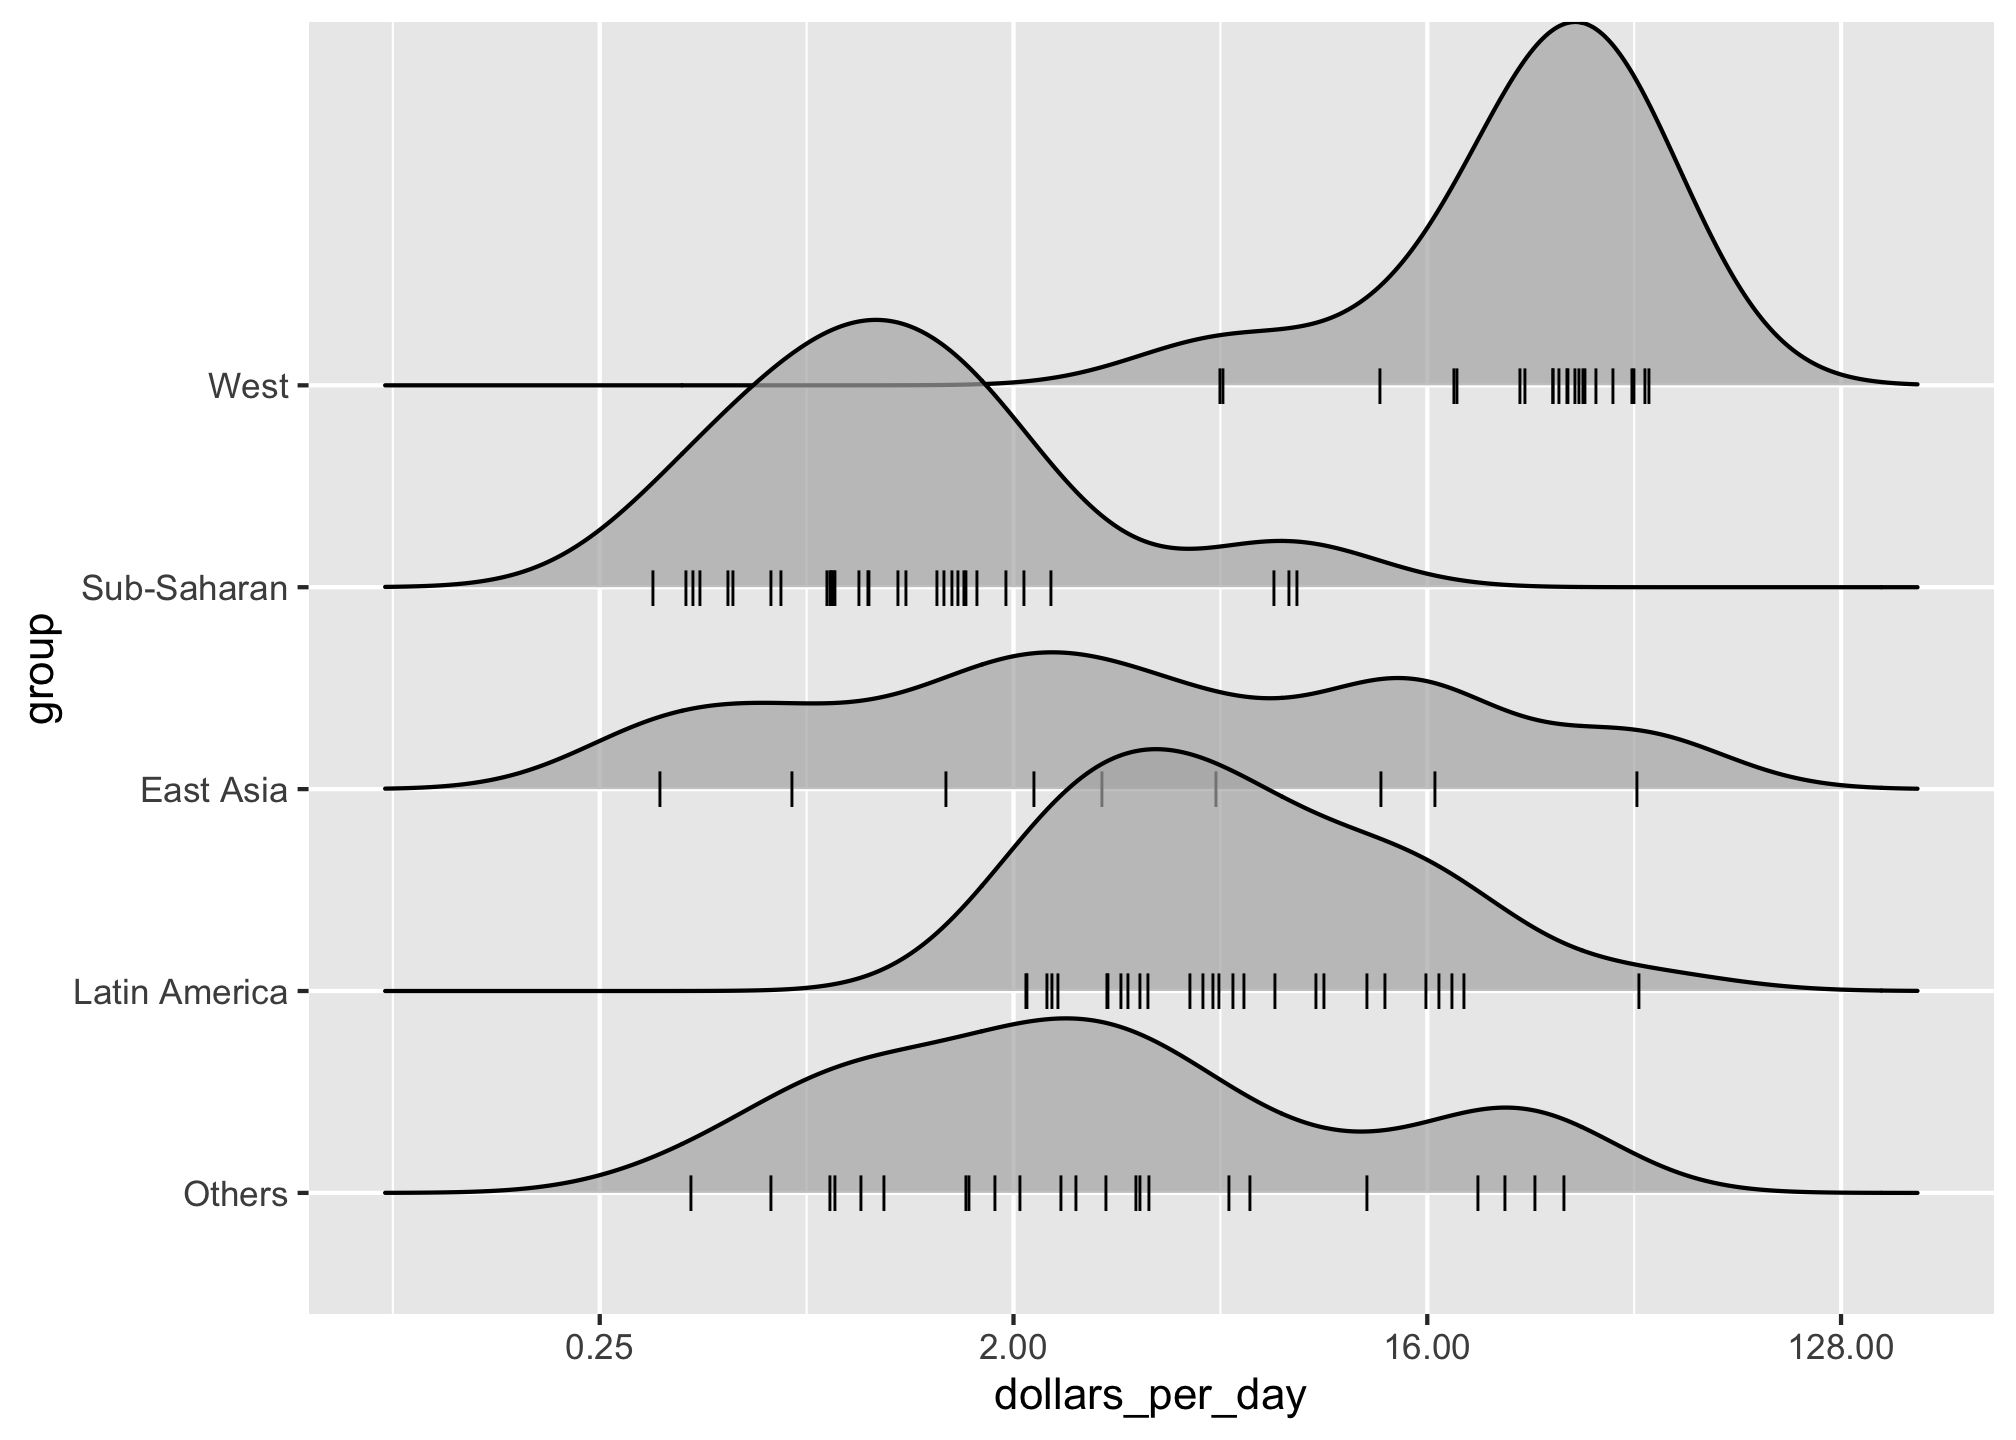 West
Sub-Saharan
East Asia
Latin America
Others
group
0.25
2.00
16.00
128.00
dollars_per_day